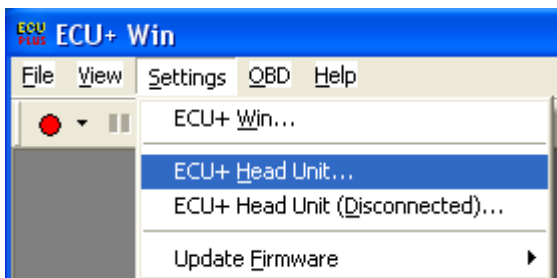 ECU PLUS ECU+ Win
File View Settings OBD Help
ECU+ Win...
ECU+ Head Unit...
ECU+ Head Unit (Disconnected)...
Update Firmware